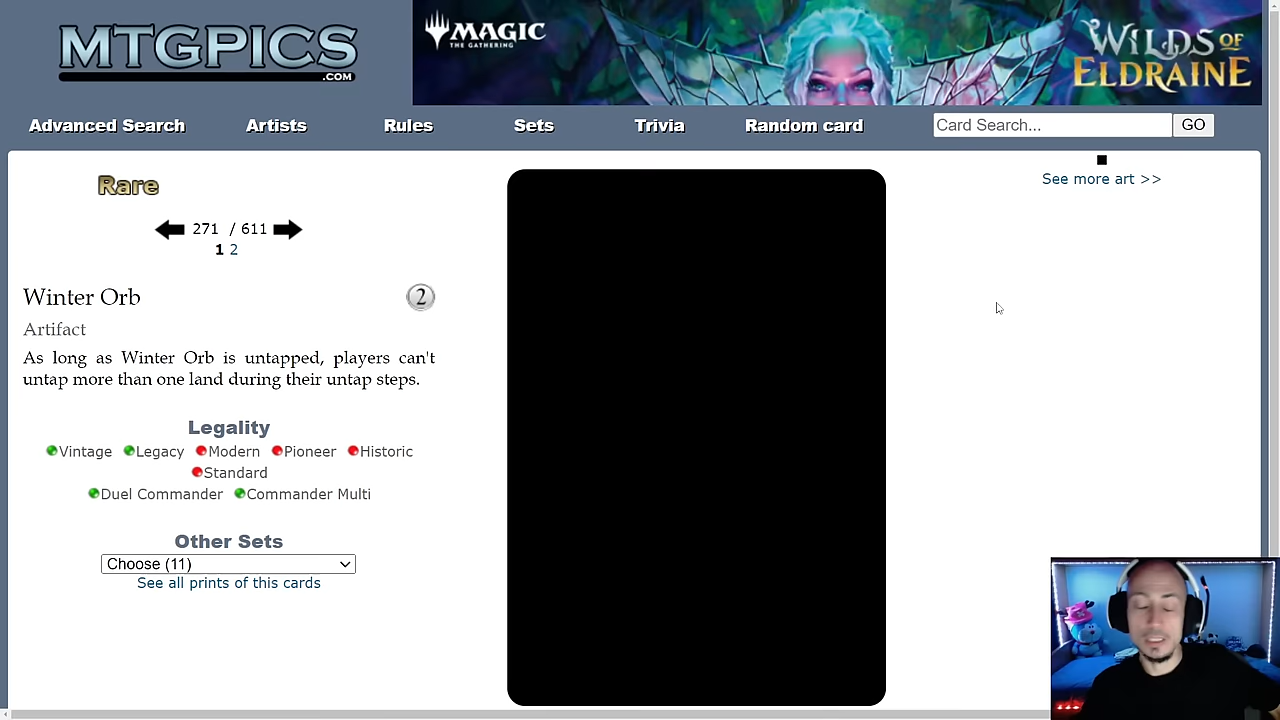 MTGPICS
.COM
MAGIC
THE GATHERING
WILDS OF
ELDRAINE
Advanced Search
Artists
Rules
Sets
Trivia
Random card
Card Search...
GO
Rare
271 / 611
1 2
See more art >>
Winter Orb
2
Artifact
As long as Winter Orb is untapped, players can't
untap more than one land during their untap steps.
Legality
Vintage Legacy Modern Pioneer Historic
Standard
Duel Commander Commander Multi
Other Sets
Choose (11)
See all prints of this cards